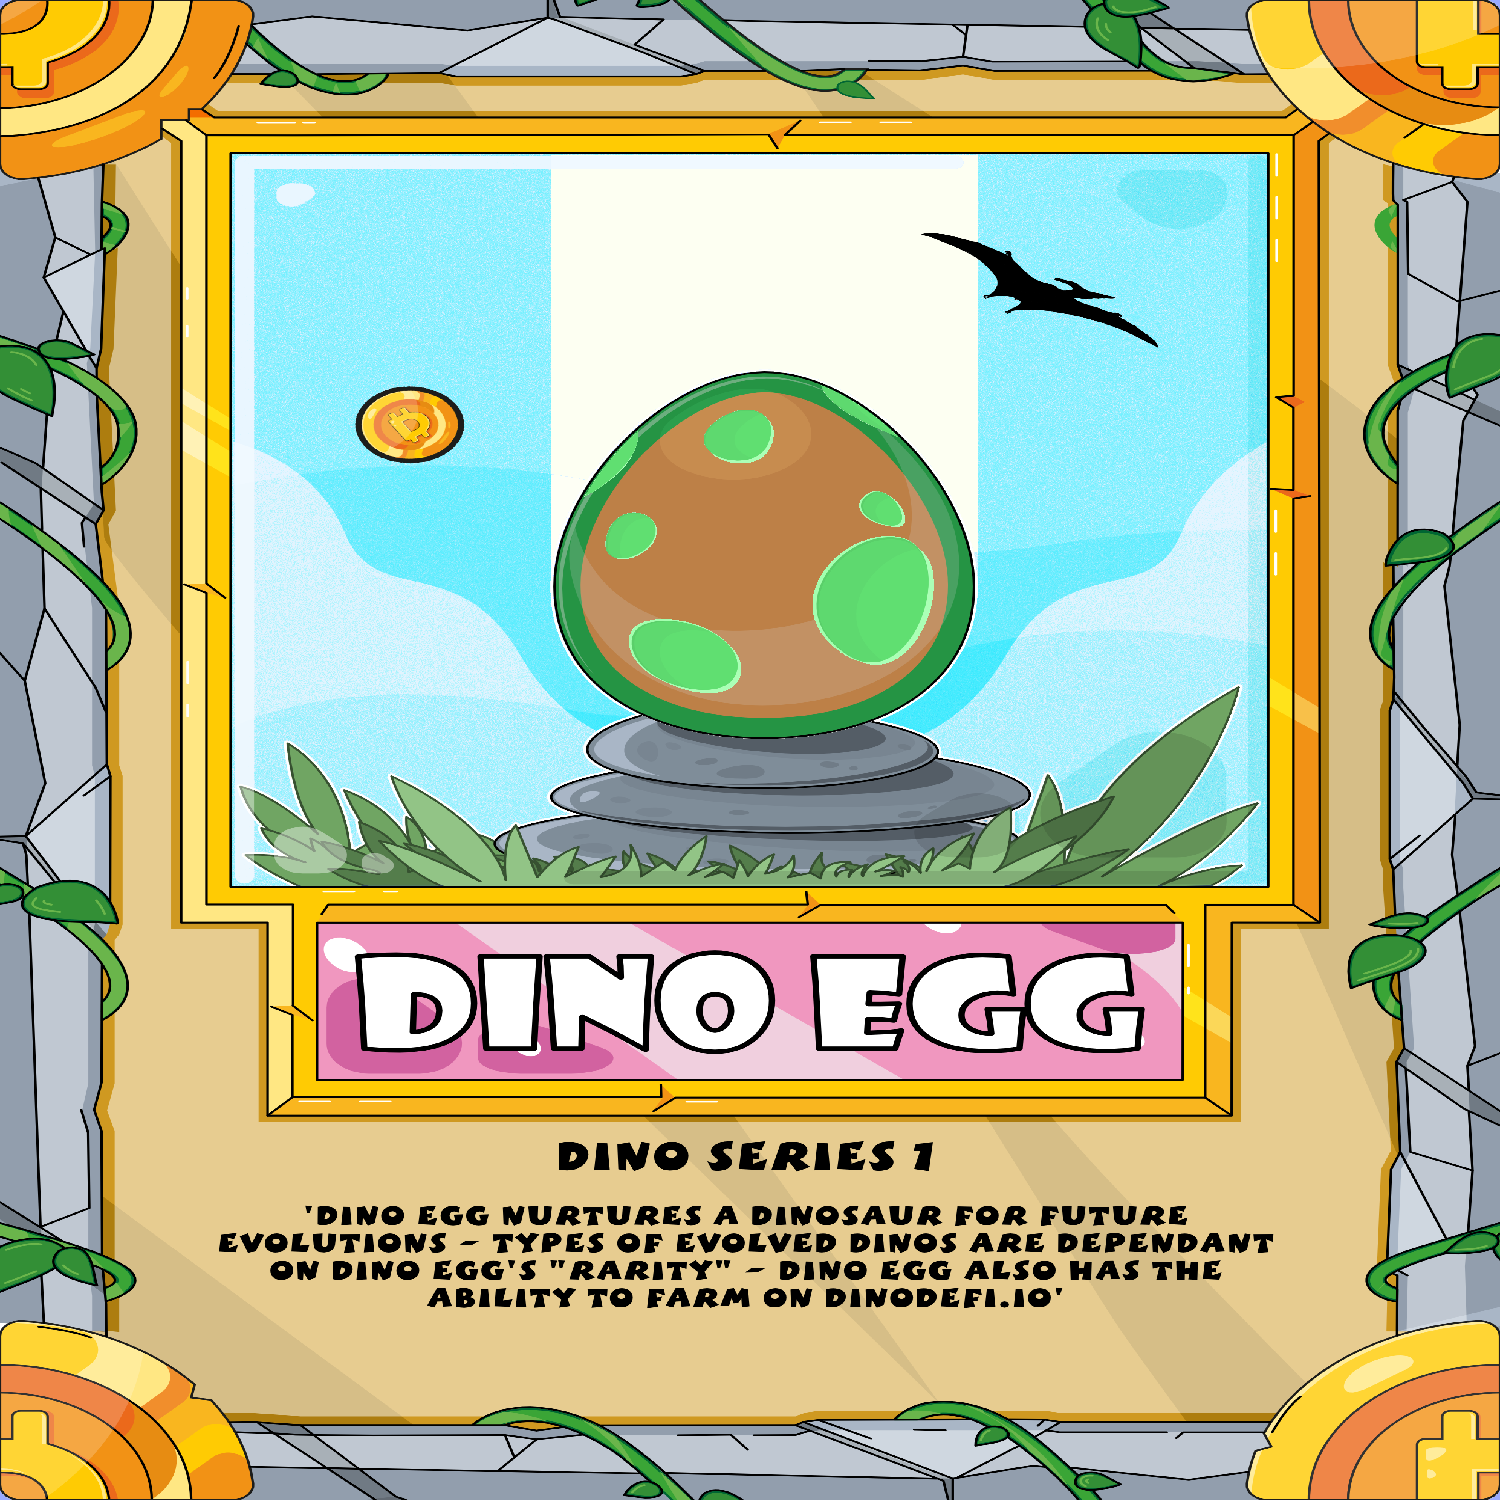 DINO EGG
DINO SERIES 1
'DINO EGG NURTURES A DINOSAUR FOR FUTURE
EVOLUTIONS - TYPES OF EVOLVED DINOS ARE DEPENDANT
ON DINO EGG'S "RARITY" - DINO EGG ALSO HAS THE
ABILITY TO FARM ON DINODEFI.IO'